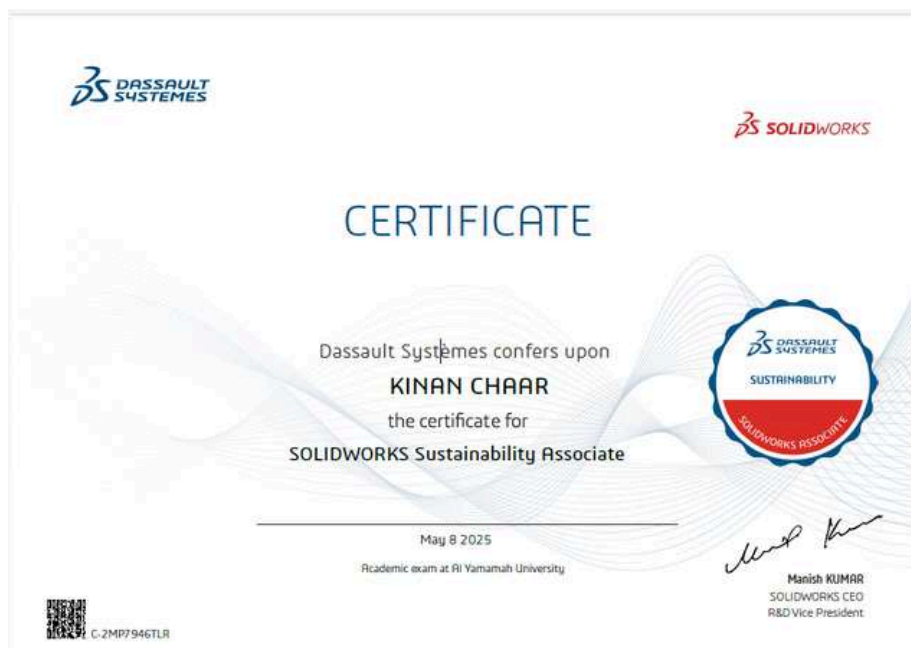 DASSAULT
SYSTEMES
SOLIDWORKS
CERTIFICATE
Dassault Systèmes confers upon
KINAN CHAAR
the certificate for
SOLIDWORKS Sustainability Associate
DASSAULT
SYSTEMES
SUSTAINABILITY
SOLIDWORKS ASSOCIATE
May 8 2025
Academic exam at Al Yamamah University
Manish KUMAR
SOLIDWORKS CEO
R&D Vice President
C-2MP7946TLR